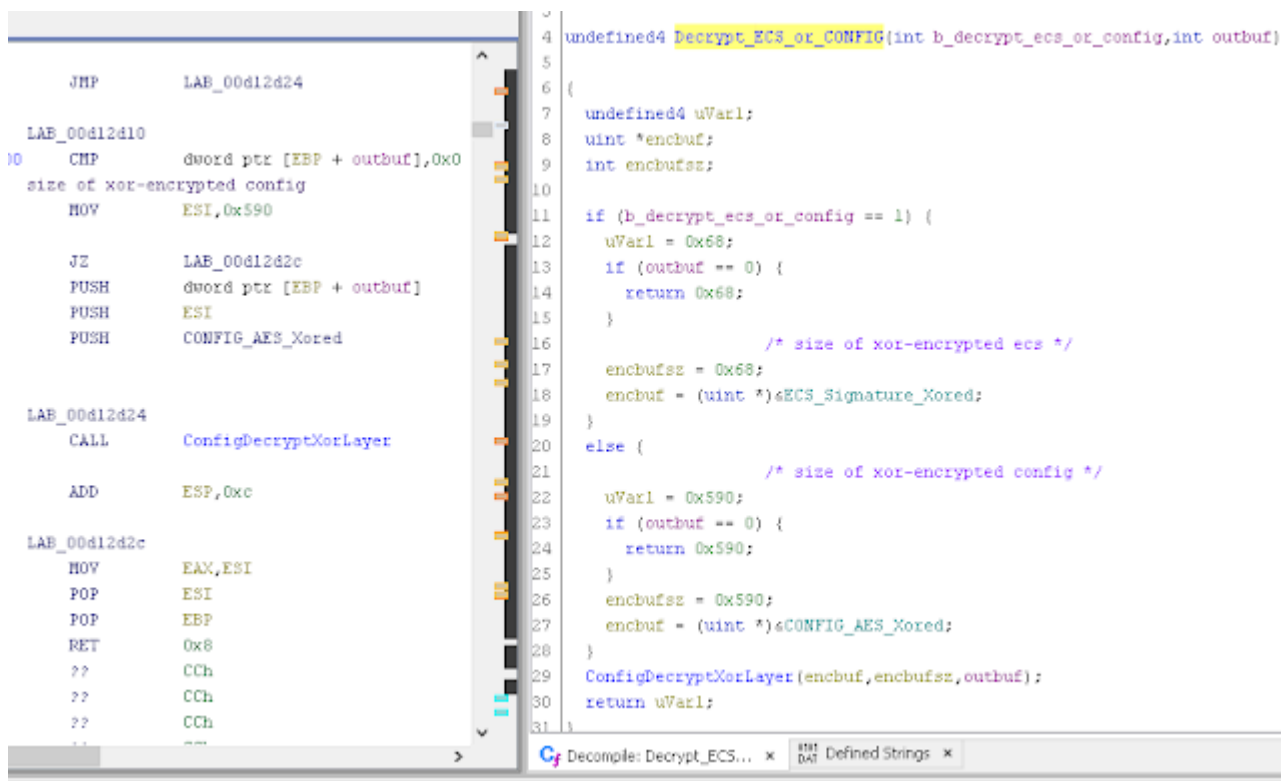 JMP LAB_00d12d24
LAB_00d12d10
00 CMP dword ptr [EBP + outbuf],0x0
size of xor-encrypted config
MOV ESI,0x590
JZ LAB_00d12d2c
PUSH dword ptr [EBP + outbuf]
PUSH ESI
PUSH CONFIG_AES_Xored
LAB_00d12d24
CALL ConfigDecryptXorLayer
ADD ESP,0xc
LAB_00d12d2c
MOV EAX,ESI
POP ESI
POP EBP
RET 0x8
?? CCh
?? CCh
?? CCh
4 undefined4 Decrypt_ECS_or_CONFIG(int b_decrypt_ecs_or_config,int outbuf)
5
6 {
7 undefined4 uVar1;
8 uint *encbuf;
9 int encbufsz;
10
11 if (b_decrypt_ecs_or_config == 1) {
12 uVar1 = 0x68;
13 if (outbuf == 0) {
14 return 0x68;
15 }
16 /* size of xor-encrypted ecs */
17 encbufsz = 0x68;
18 encbuf = (uint *)&ECS_Signature_Xored;
19 }
20 else {
21 /* size of xor-encrypted config */
22 uVar1 = 0x590;
23 if (outbuf == 0) {
24 return 0x590;
25 }
26 encbufsz = 0x590;
27 encbuf = (uint *)&CONFIG_AES_Xored;
28 }
29 ConfigDecryptXorLayer(encbuf,encbufsz,outbuf);
30 return uVar1;
31 }
Decompile: Decrypt_ECS... × Defined Strings ×